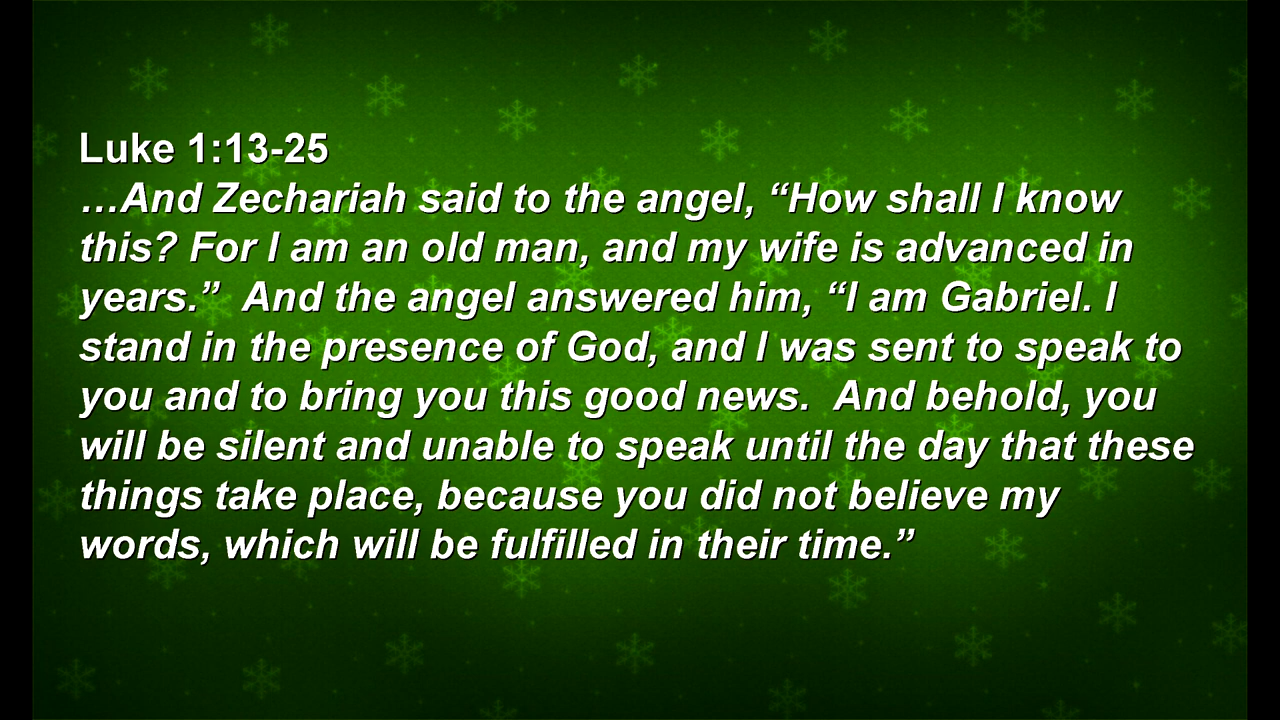 Luke 1:13-25
…And Zechariah said to the angel, “How shall I know
this? For I am an old man, and my wife is advanced in
years.”  And the angel answered him, “I am Gabriel. I
stand in the presence of God, and I was sent to speak to
you and to bring you this good news.  And behold, you
will be silent and unable to speak until the day that these
things take place, because you did not believe my
words, which will be fulfilled in their time.”